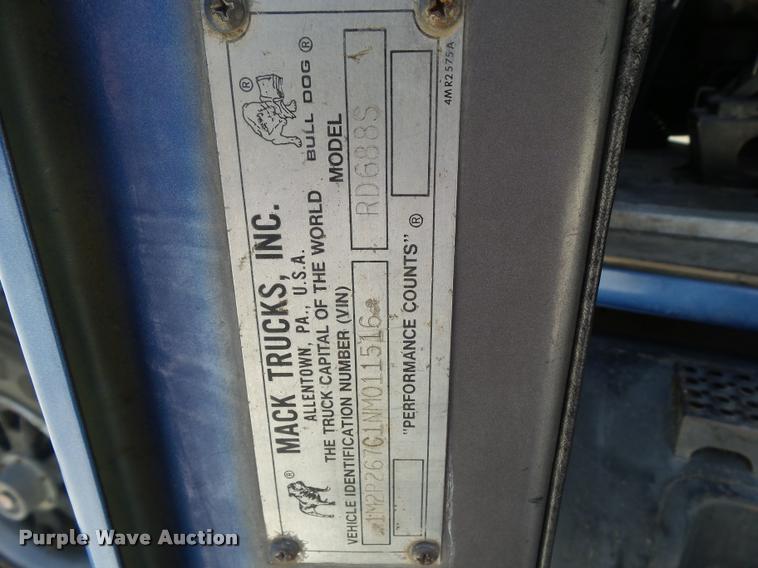 MACK TRUCKS, INC.
ALLENTOWN, PA., U.S.A.
THE TRUCK CAPITAL OF THE WORLD
BULL DOG ®
®
®
VEHICLE IDENTIFICATION NUMBER (VIN)
MODEL
1M2P267C1NM011516
RD688S
"PERFORMANCE COUNTS" ®
4MR2575A
Purple Wave Auction